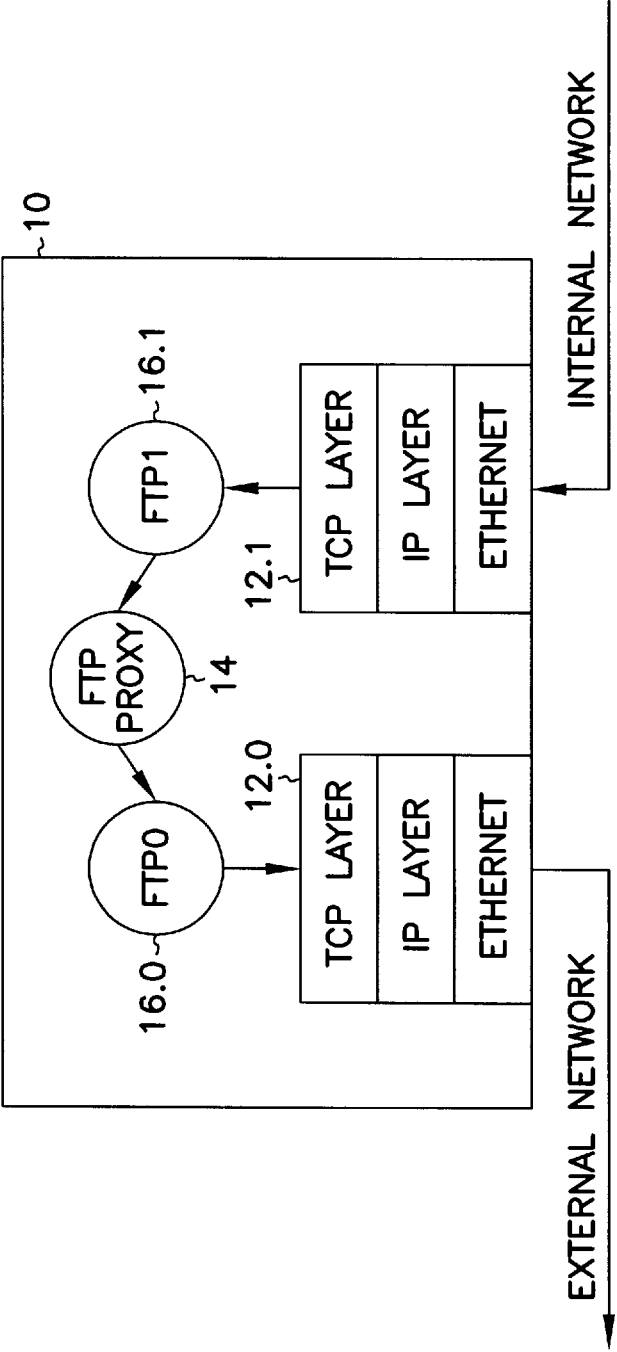 10
FTP
PROXY
14
FTP0
16.0
FTP1
16.1
12.0
TCP LAYER
IP LAYER
ETHERNET
12.1
TCP LAYER
IP LAYER
ETHERNET
EXTERNAL NETWORK
INTERNAL NETWORK